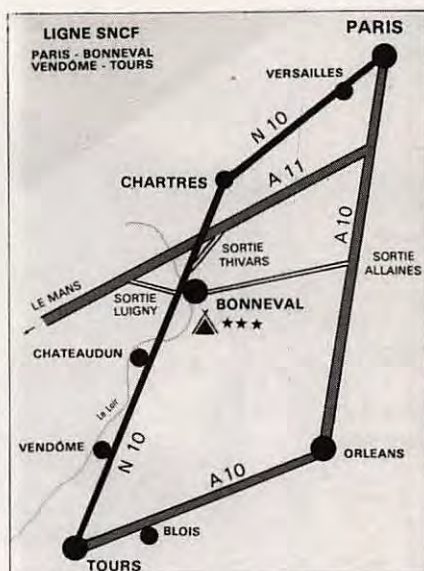 LIGNE SNCF
PARIS - BONNEVAL
VENDÔME - TOURS
PARIS
VERSAILLES
N 10
CHARTRES
A 11
A 10
SORTIE
THIVARS
SORTIE
ALLAINES
LE MANS
SORTIE
LUIGNY
BONNEVAL
★★★
CHATEAUDUN
Le Loir
VENDÔME
N 10
ORLEANS
A 10
BLOIS
TOURS